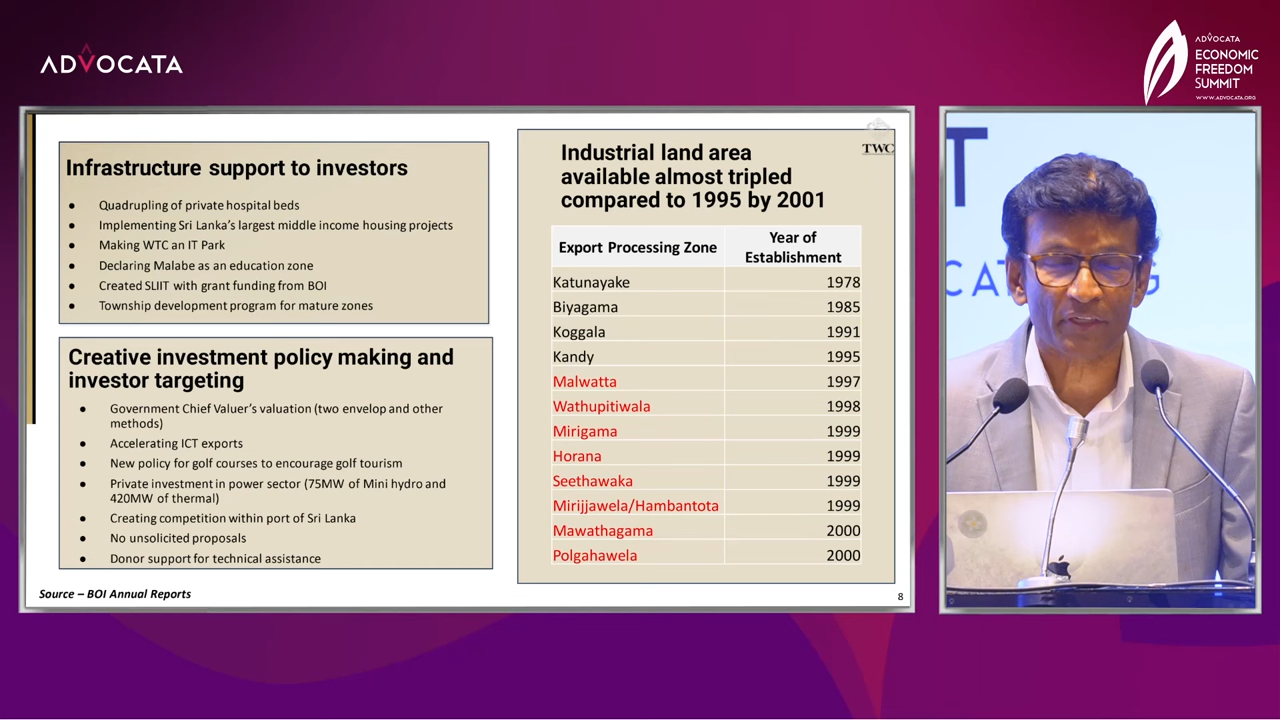 ADVOCATA
ADVOCATA
ECONOMIC
FREEDOM
SUMMIT
WWW.ADVOCATA.ORG
Infrastructure support to investors
● Quadrupling of private hospital beds
● Implementing Sri Lanka's largest middle income housing projects
● Making WTC an IT Park
● Declaring Malabe as an education zone
● Created SLIIT with grant funding from BOI
● Township development program for mature zones
Creative investment policy making and
investor targeting
● Government Chief Valuer's valuation (two envelop and other
methods)
● Accelerating ICT exports
● New policy for golf courses to encourage golf tourism
● Private investment in power sector (75MW of Mini hydro and
420MW of thermal)
● Creating competition within port of Sri Lanka
● No unsolicited proposals
● Donor support for technical assistance
Source – BOI Annual Reports
TWC
Industrial land area
available almost tripled
compared to 1995 by 2001
Export Processing Zone Year of
Establishment
Katunayake 1978
Biyagama 1985
Koggala 1991
Kandy 1995
Malwatta 1997
Wathupitiwala 1998
Mirigama 1999
Horana 1999
Seethawaka 1999
Mirijjawela/Hambantota 1999
Mawathagama 2000
Polgahawela 2000
8
T
CAT
G